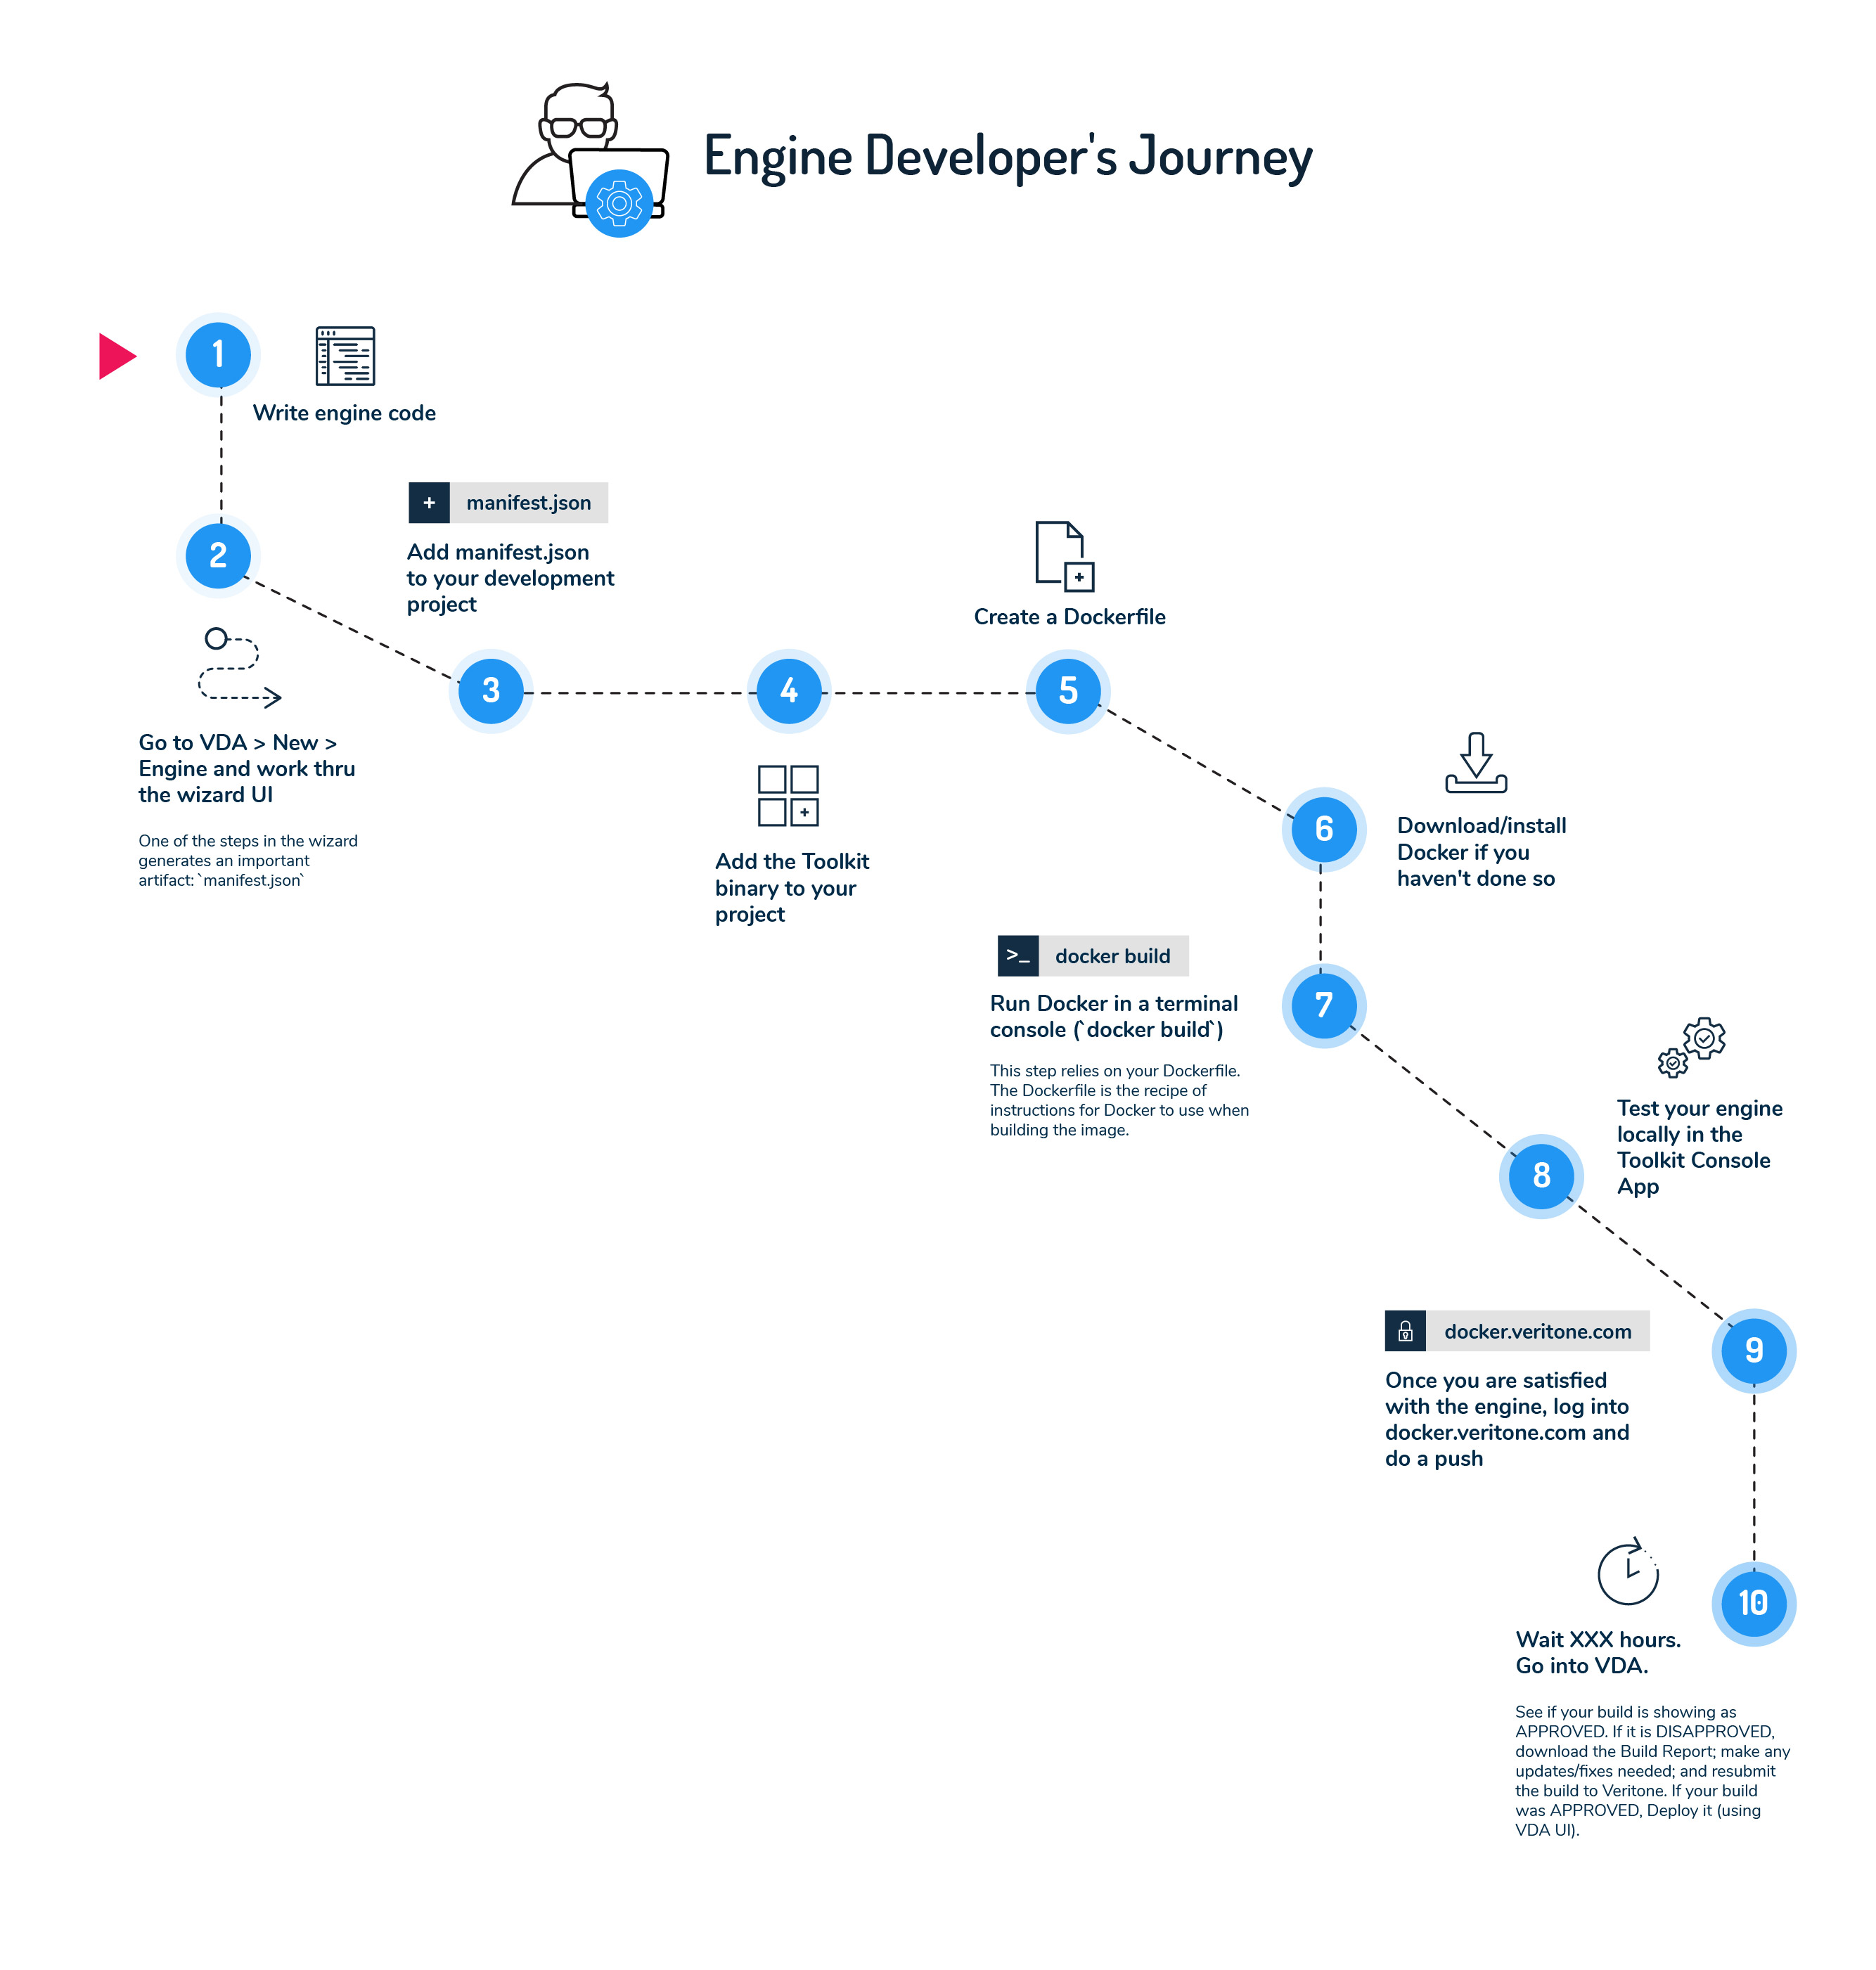 Engine Developer's Journey
1
Write engine code
2
Go to VDA > New >
Engine and work thru
the wizard UI
One of the steps in the wizard
generates an important
artifact: `manifest.json`
+ manifest.json
Add manifest.json
to your development
project
3
4
Add the Toolkit
binary to your
project
Create a Dockerfile
5
6
Download/install
Docker if you
haven't done so
>_ docker build
Run Docker in a terminal
console (`docker build`)
This step relies on your Dockerfile.
The Dockerfile is the recipe of
instructions for Docker to use when
building the image.
7
8
Test your engine
locally in the
Toolkit Console
App
docker.veritone.com
Once you are satisfied
with the engine, log into
docker.veritone.com and
do a push
9
10
Wait XXX hours.
Go into VDA.
See if your build is showing as
APPROVED. If it is DISAPPROVED,
download the Build Report; make any
updates/fixes needed; and resubmit
the build to Veritone. If your build
was APPROVED, Deploy it (using
VDA UI).